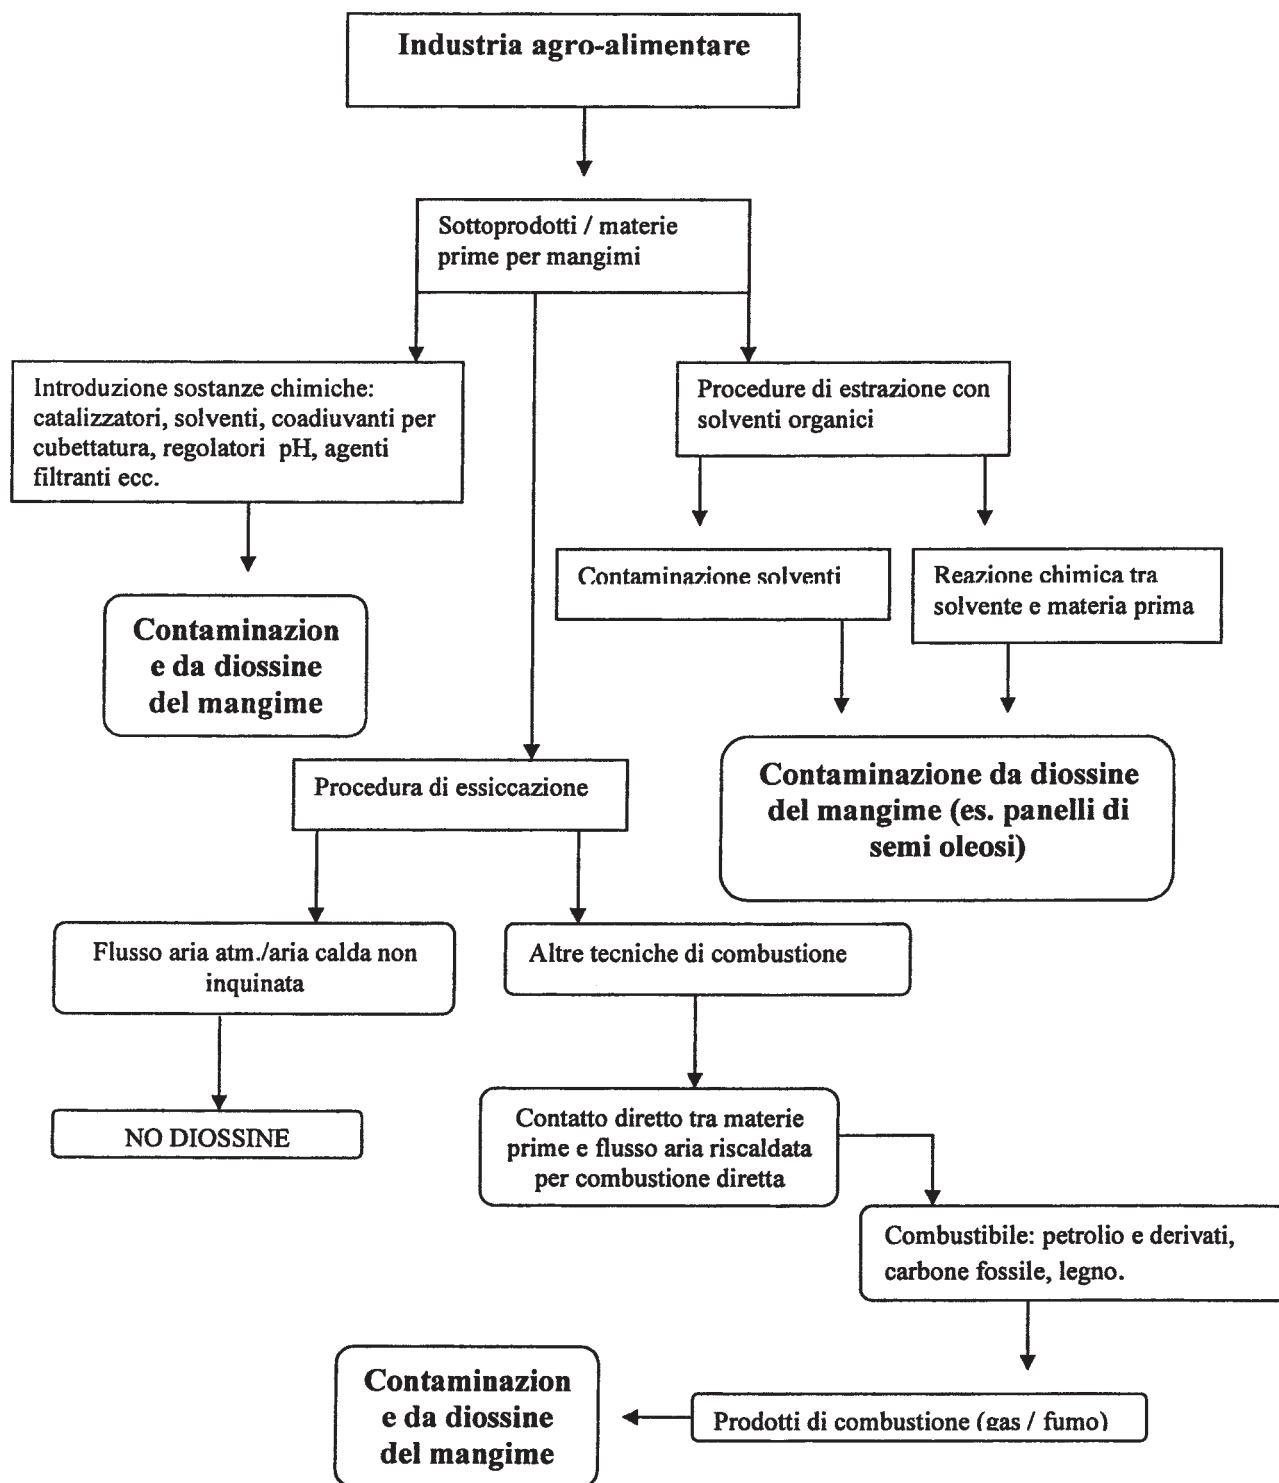 Industria agro-alimentare
Sottoprodotti / materie
prime per mangimi
Introduzione sostanze chimiche:
catalizzatori, solventi, coadiuvanti per
cubettatura, regolatori pH, agenti
filtranti ecc.
Procedure di estrazione con
solventi organici
Contaminazione solventi
Reazione chimica tra
solvente e materia prima
Contaminazion
e da diossine
del mangime
Contaminazione da diossine
del mangime (es. panelli di
semi oleosi)
Procedura di essiccazione
Flusso aria atm./aria calda non
inquinata
Altre tecniche di combustione
NO DIOSSINE
Contatto diretto tra materie
prime e flusso aria riscaldata
per combustione diretta
Combustibile: petrolio e derivati,
carbone fossile, legno.
Prodotti di combustione (gas / fumo)
Contaminazion
e da diossine
del mangime